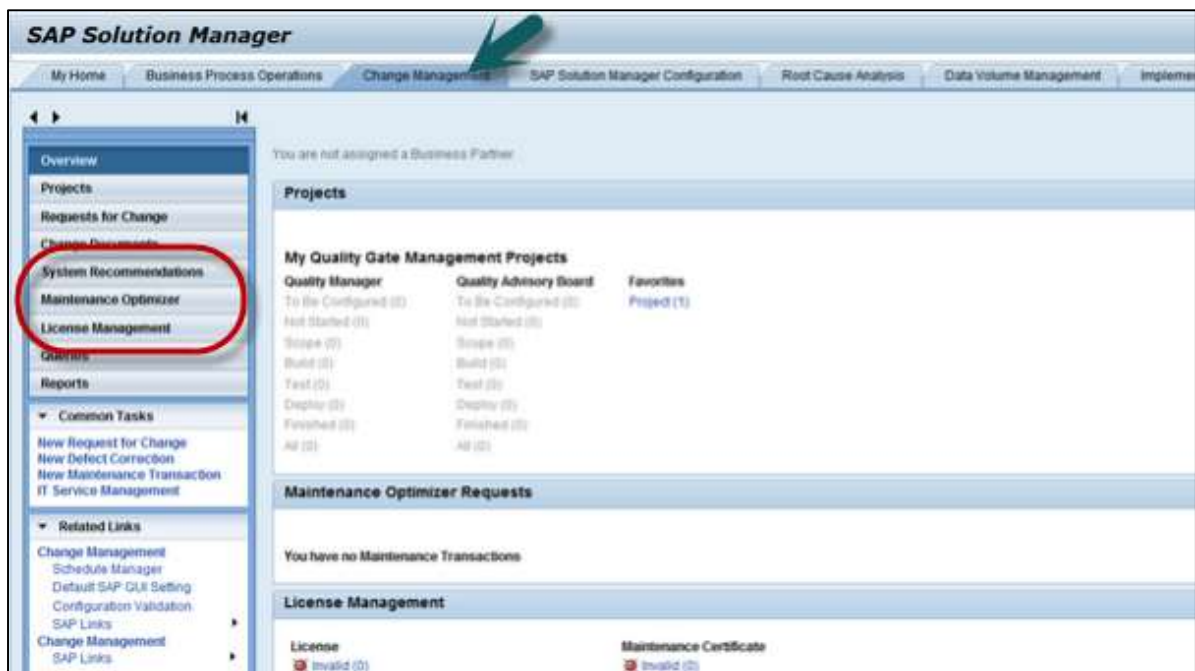 SAP Solution Manager
My Home Business Process Operations Change Management SAP Solution Manager Configuration Root Cause Analysis Data Volume Management Implemen
Overview
Projects
Requests for Change
Change Documents
System Recommendations
Maintenance Optimizer
License Management
Queries
Reports
Common Tasks
New Request for Change
New Defect Correction
New Maintenance Transaction
IT Service Management
Related Links
Change Management
Schedule Manager
Default SAP GUI Setting
Configuration Validation
SAP Links
Change Management
SAP Links
You are not assigned a Business Partner
Projects
My Quality Gate Management Projects
Quality Manager Quality Advisory Board Favorites
To Be Configured (0) To Be Configured (0) Project (1)
Not Started (0) Not Started (0)
Scope (0) Scope (0)
Build (0) Build (0)
Test (0) Test (0)
Deploy (0) Deploy (0)
Finished (0) Finished (0)
All (0) All (0)
Maintenance Optimizer Requests
You have no Maintenance Transactions
License Management
License Maintenance Certificate
Invalid (0) Invalid (0)